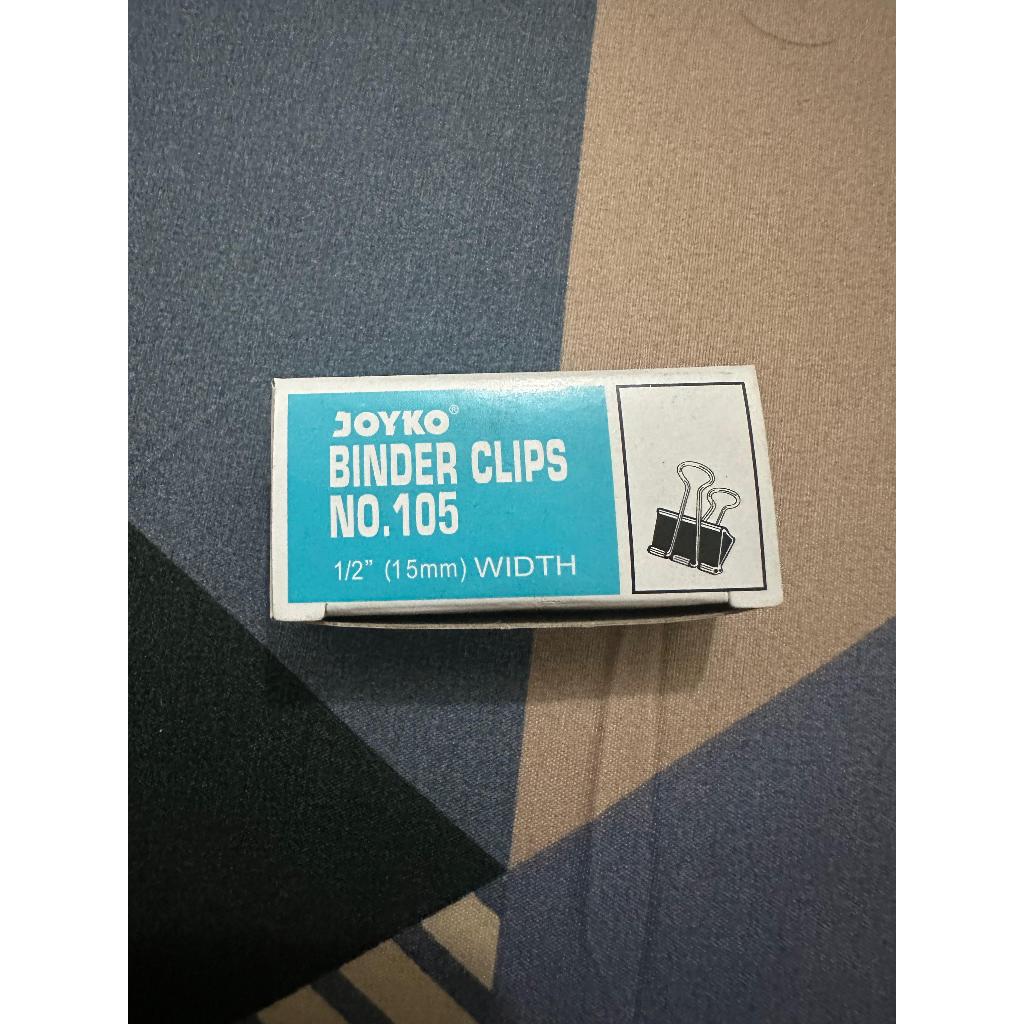 JOYKO®
BINDER CLIPS
NO.105
1/2” (15mm) WIDTH